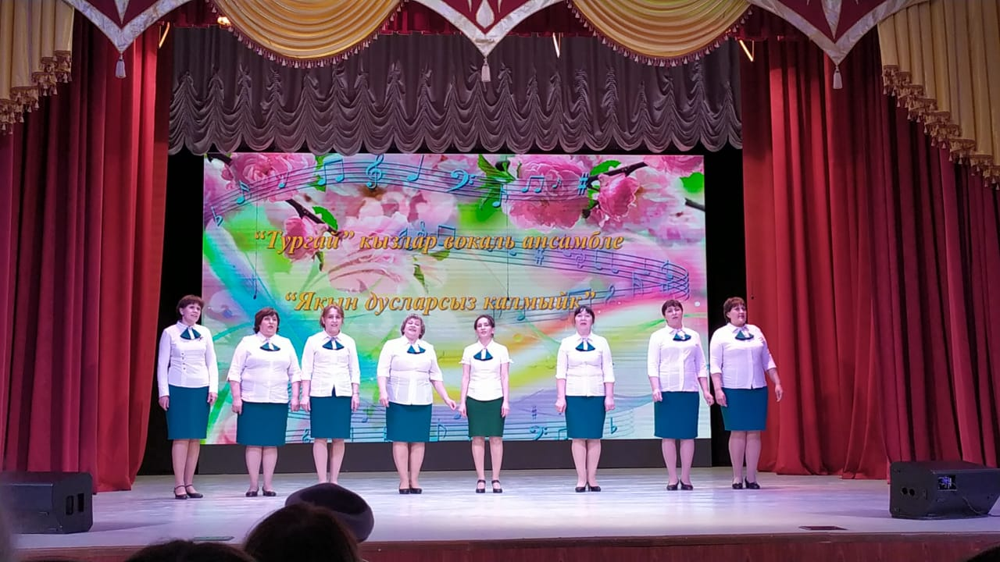 “Тургай” кызлар вокаль ансамбле
“Якын дусларсыз калмыйк”